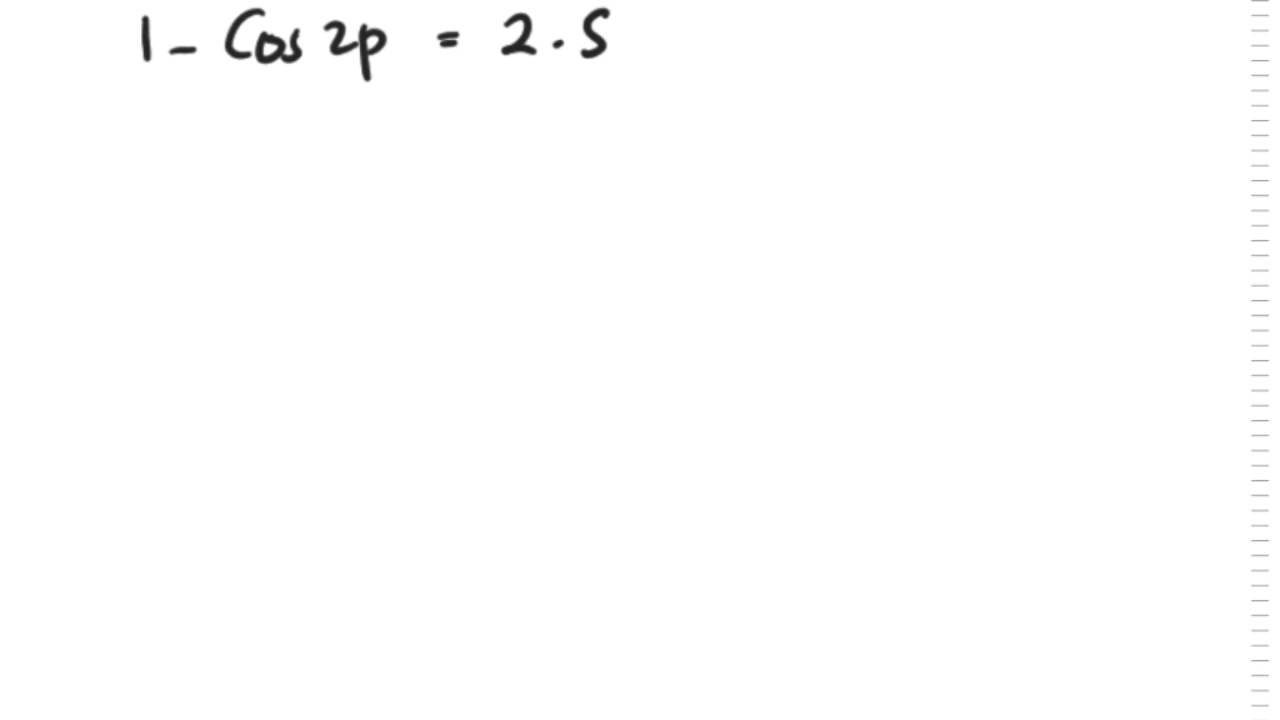 1 - Cos 2p = 2 . S